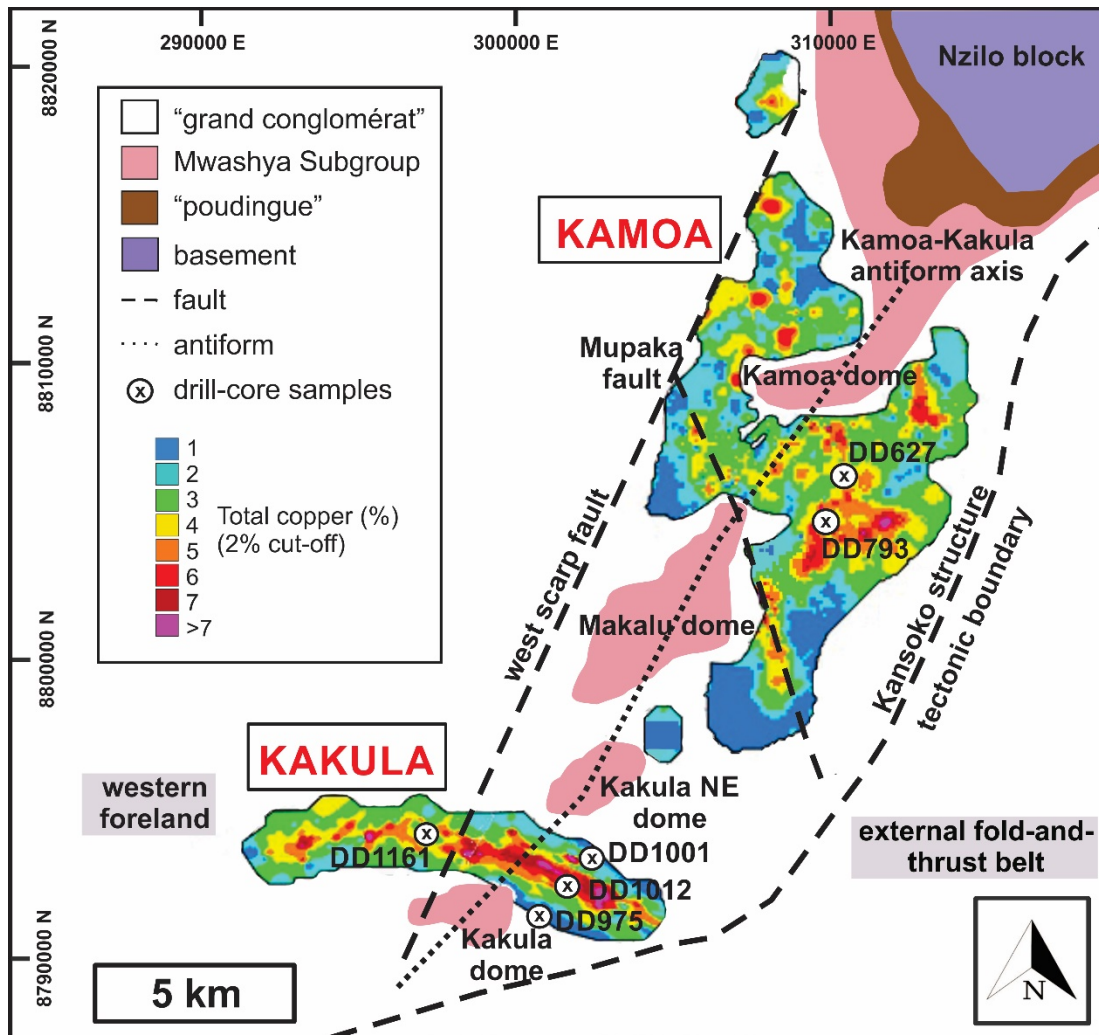 290000 E
300000 E
310000 E
8820000 N
8810000 N
8800000 N
8790000 N
"grand conglomérat"
Mwashya Subgroup
"poudingue"
basement
fault
antiform
x drill-core samples
1
2
3
4
5
6
7
>7
Total copper (%)
(2% cut-off)
Nzilo block
KAMOA
Kamoa-Kakula
antiform axis
Mupaka
fault
Kamoa dome
DD627
x
x
DD793
west scarp fault
Makalu dome
Kansoko structure
tectonic boundary
KAKULA
western
foreland
Kakula NE
dome
external fold-and-
thrust belt
x
DD1161
x
DD1001
x
DD1012
x
DD975
Kakula
dome
5 km
N